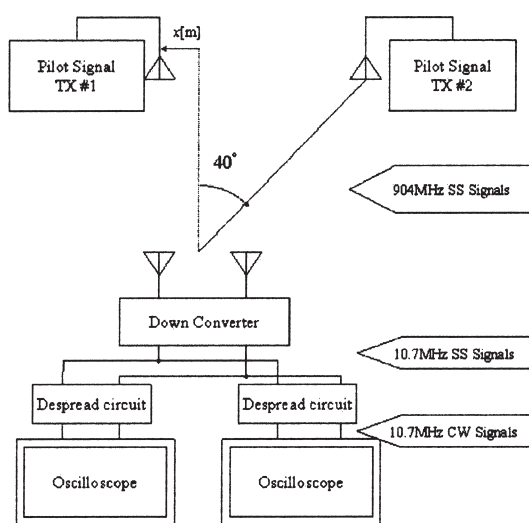 x[m]
Pilot Signal
TX #1
Pilot Signal
TX #2
40°
904MHz SS Signals
Down Converter
10.7MHz SS Signals
Despread circuit
Despread circuit
10.7MHz CW Signals
Oscilloscope
Oscilloscope